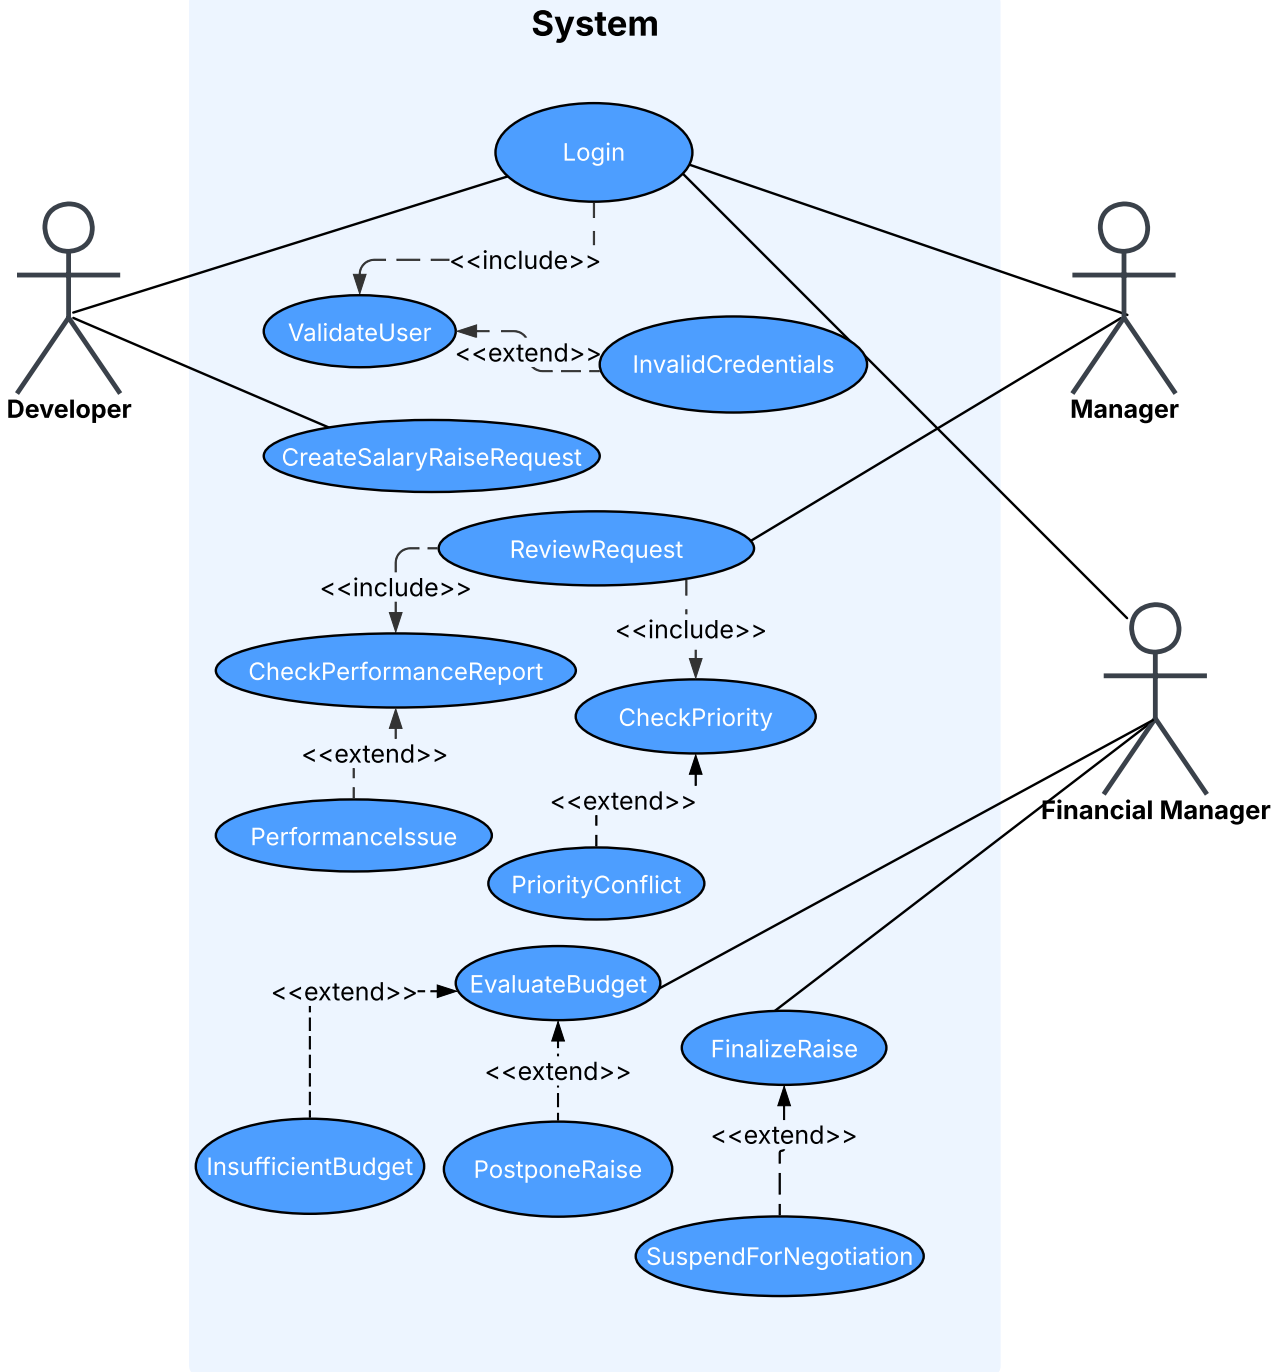 System
Login
<<include>>
ValidateUser
<<extend>>
InvalidCredentials
Developer
Manager
CreateSalaryRaiseRequest
ReviewRequest
<<include>>
<<include>>
CheckPerformanceReport
CheckPriority
<<extend>>
<<extend>>
Financial Manager
PerformanceIssue
PriorityConflict
<<extend>>
EvaluateBudget
FinalizeRaise
<<extend>>
<<extend>>
InsufficientBudget
PostponeRaise
SuspendForNegotiation